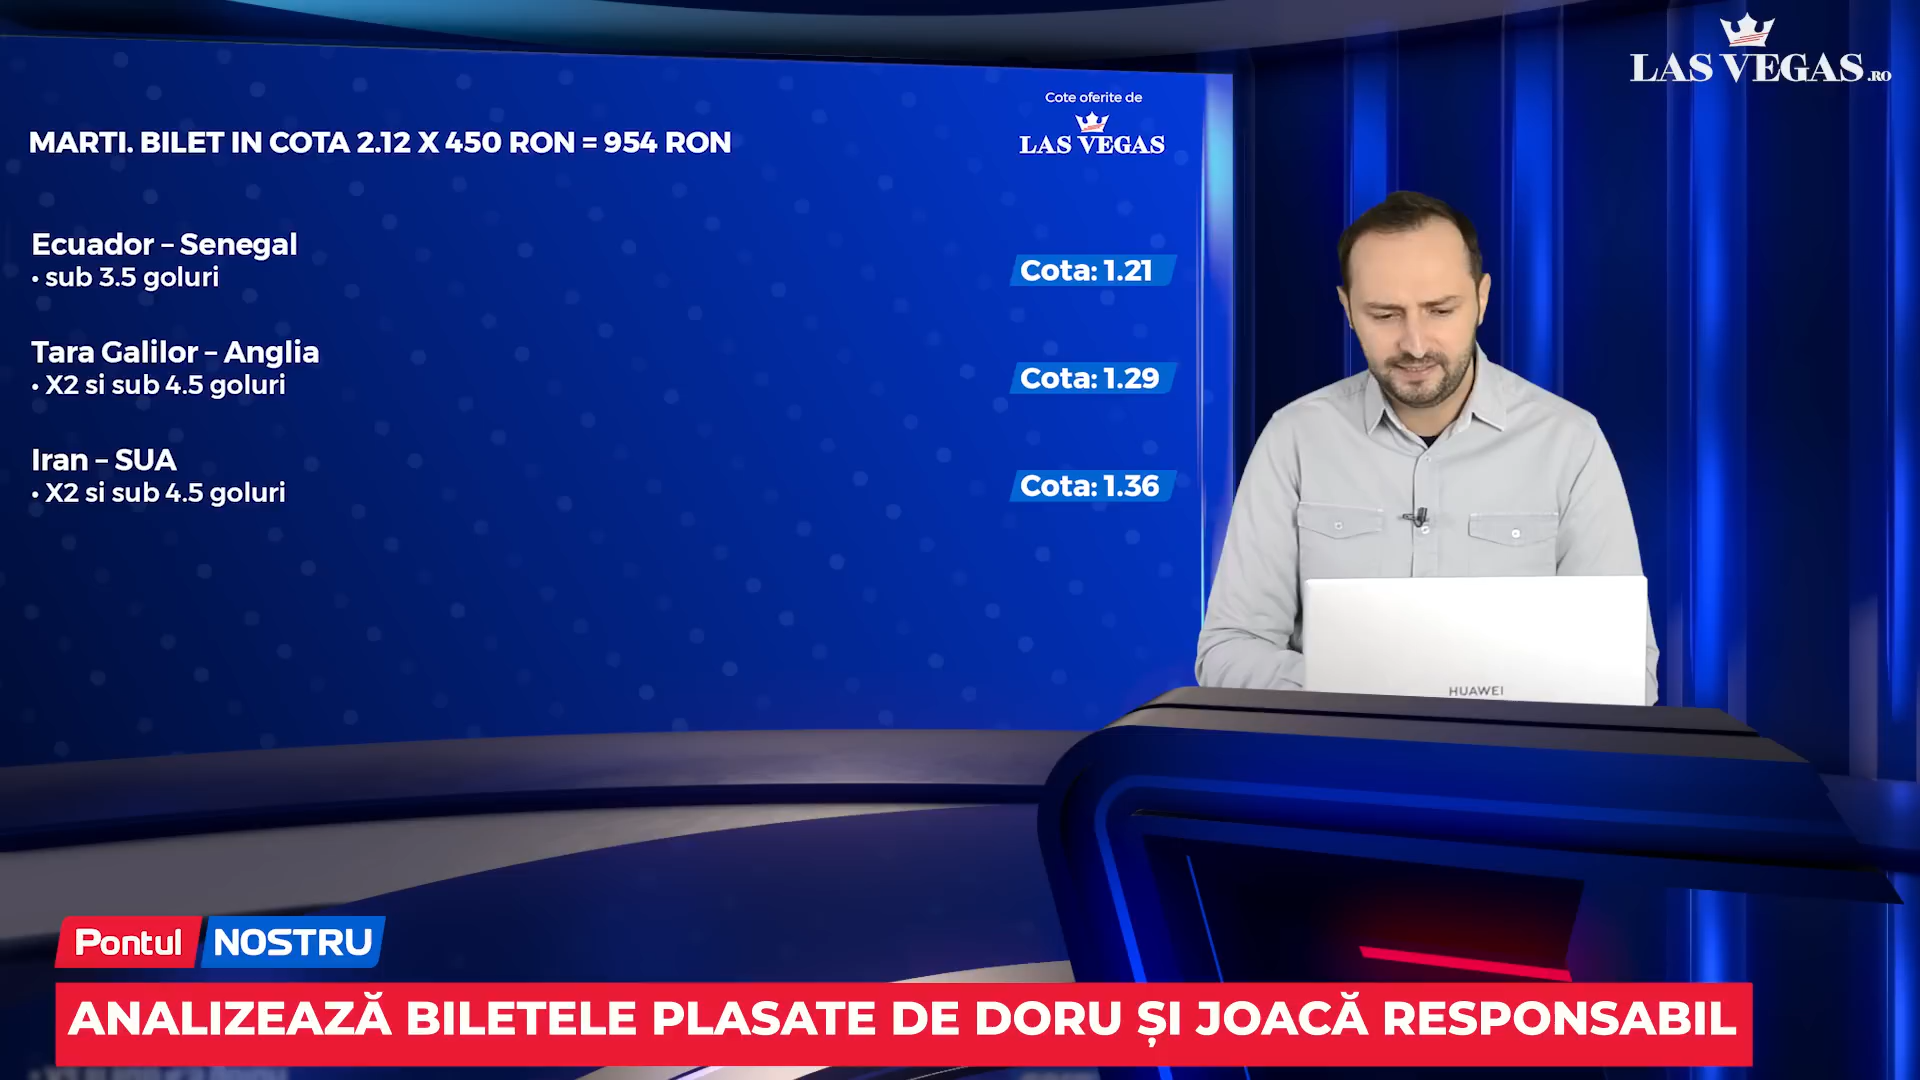 LAS VEGAS.RO
Cote oferite de
LAS VEGAS
MARTI. BILET IN COTA 2.12 X 450 RON = 954 RON
Ecuador – Senegal
• sub 3.5 goluri
Cota: 1.21
Tara Galilor – Anglia
• X2 si sub 4.5 goluri
Cota: 1.29
Iran – SUA
• X2 si sub 4.5 goluri
Cota: 1.36
HUAWEI
Pontul NOSTRU
ANALIZEAZĂ BILETELE PLASATE DE DORU ȘI JOACĂ RESPONSABIL